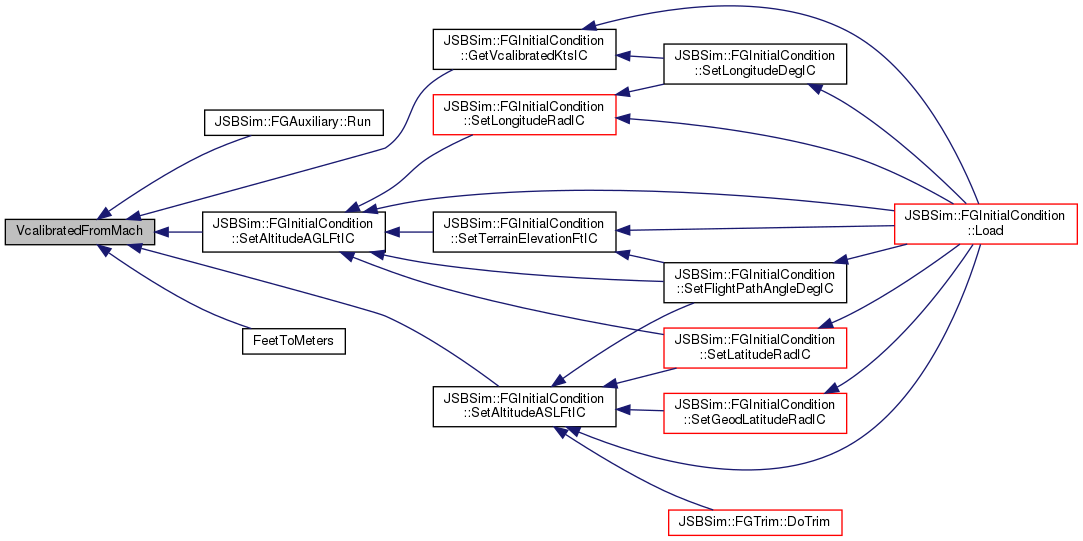 JSBSim::FGInitialCondition
::GetVcalibratedKtsIC
JSBSim::FGInitialCondition
::SetLongitudeDegIC
JSBSim::FGInitialCondition
::SetLongitudeRadIC
JSBSim::FGAuxiliary::Run
VcalibratedFromMach
JSBSim::FGInitialCondition
::SetAltitudeAGLFtIC
JSBSim::FGInitialCondition
::SetTerrainElevationFtIC
JSBSim::FGInitialCondition
::Load
JSBSim::FGInitialCondition
::SetFlightPathAngleDegIC
FeetToMeters
JSBSim::FGInitialCondition
::SetLatitudeRadIC
JSBSim::FGInitialCondition
::SetAltitudeASLFtIC
JSBSim::FGInitialCondition
::SetGeodLatitudeRadIC
JSBSim::FGTrim::DoTrim